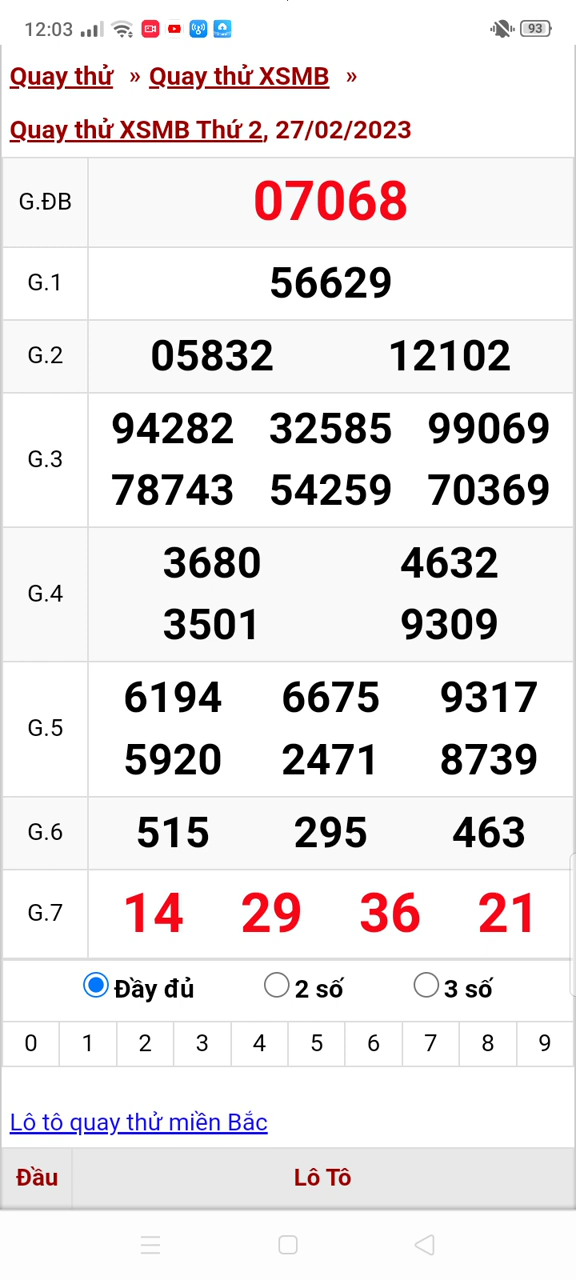 12:03 93
Quay thử » Quay thử XSMB »
Quay thử XSMB Thứ 2, 27/02/2023
G.ĐB 07068
G.1 56629
G.2 05832 12102
G.3 94282 32585 99069
78743 54259 70369
G.4 3680 4632
3501 9309
G.5 6194 6675 9317
5920 2471 8739
G.6 515 295 463
G.7 14 29 36 21
Đầy đủ 2 số 3 số
0 1 2 3 4 5 6 7 8 9
Lô tô quay thử miền Bắc
Đầu Lô Tô